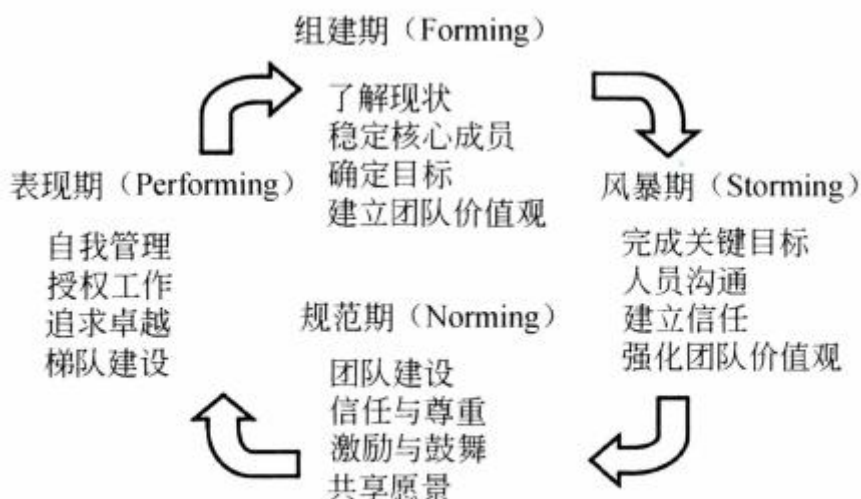 组建期（Forming）
了解现状
稳定核心成员
确定目标
建立团队价值观
风暴期（Storming）
完成关键目标
人员沟通
建立信任
强化团队价值观
规范期（Norming）
团队建设
信任与尊重
激励与鼓舞
共享愿景
表现期（Performing）
自我管理
授权工作
追求卓越
梯队建设